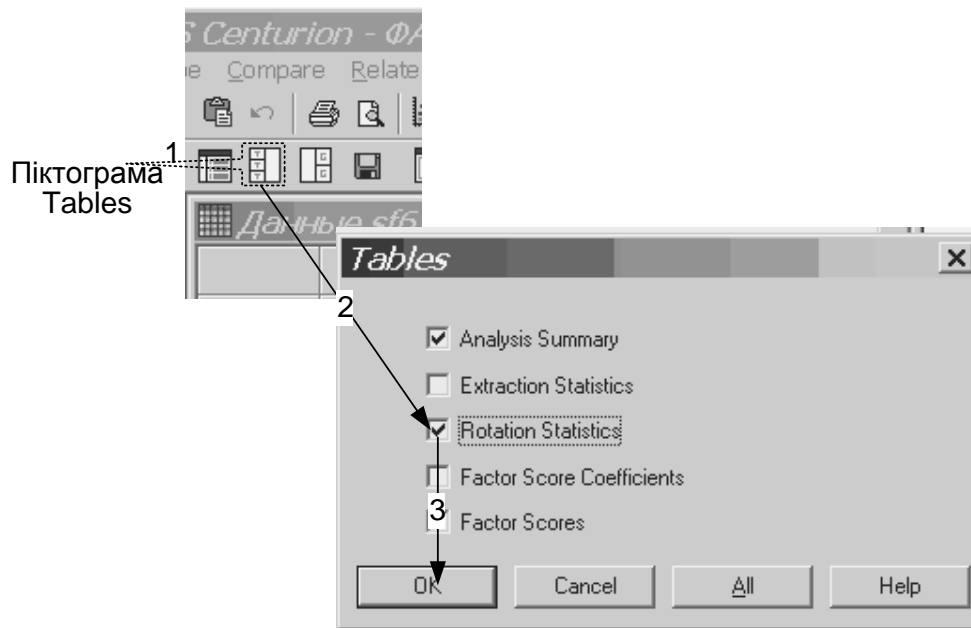 S Centurion - ФА
be Compare Relate
1
Піктограма
Tables
Данные sf6
Tables
2
Analysis Summary
Extraction Statistics
Rotation Statistics
Factor Score Coefficients
3
Factor Scores
OK Cancel All Help